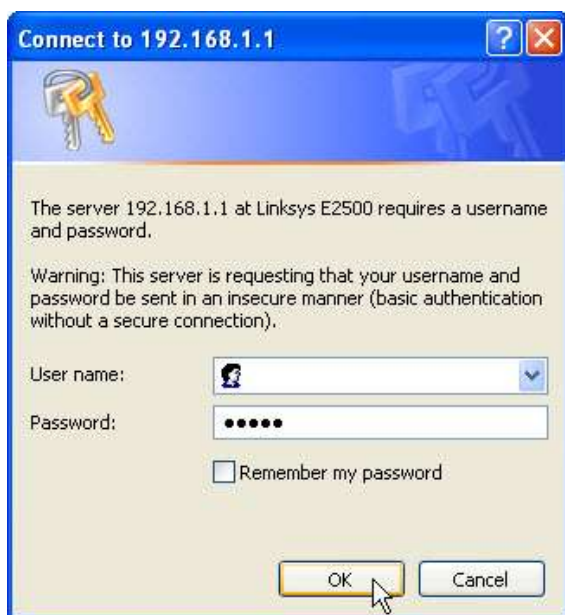 Connect to 192.168.1.1
The server 192.168.1.1 at Linksys E2500 requires a username
and password.
Warning: This server is requesting that your username and
password be sent in an insecure manner (basic authentication
without a secure connection).
User name:
Password: •••••
Remember my password
OK Cancel